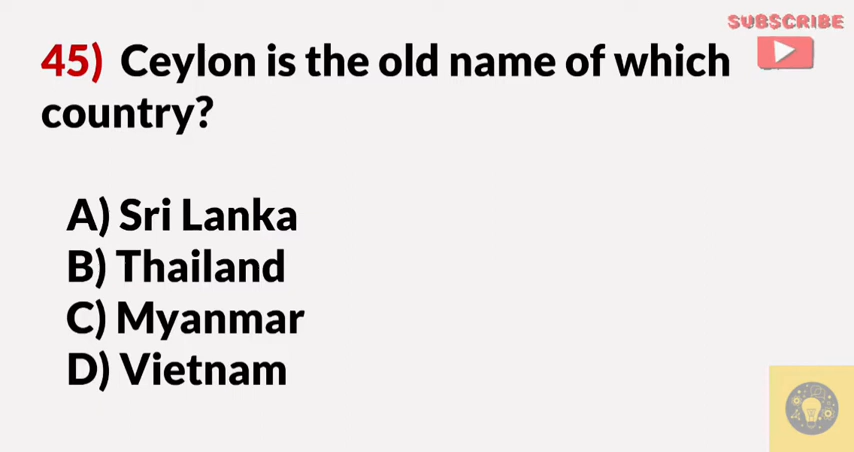 SUBSCRIBE
45) Ceylon is the old name of which
country?
A) Sri Lanka
B) Thailand
C) Myanmar
D) Vietnam